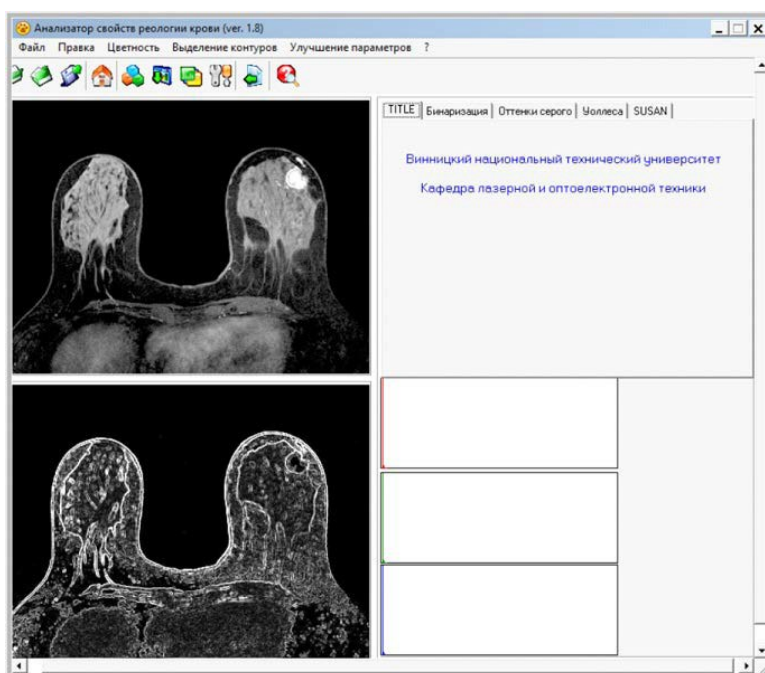 Анализатор свойств реологии крови (ver. 1.8)
Файл Правка Цветность Выделение контуров Улучшение параметров ?
TITLE Бинаризация Оттенки серого Уоллеса SUSAN
Винницкий национальный технический университет
Кафедра лазерной и оптоелектронной техники